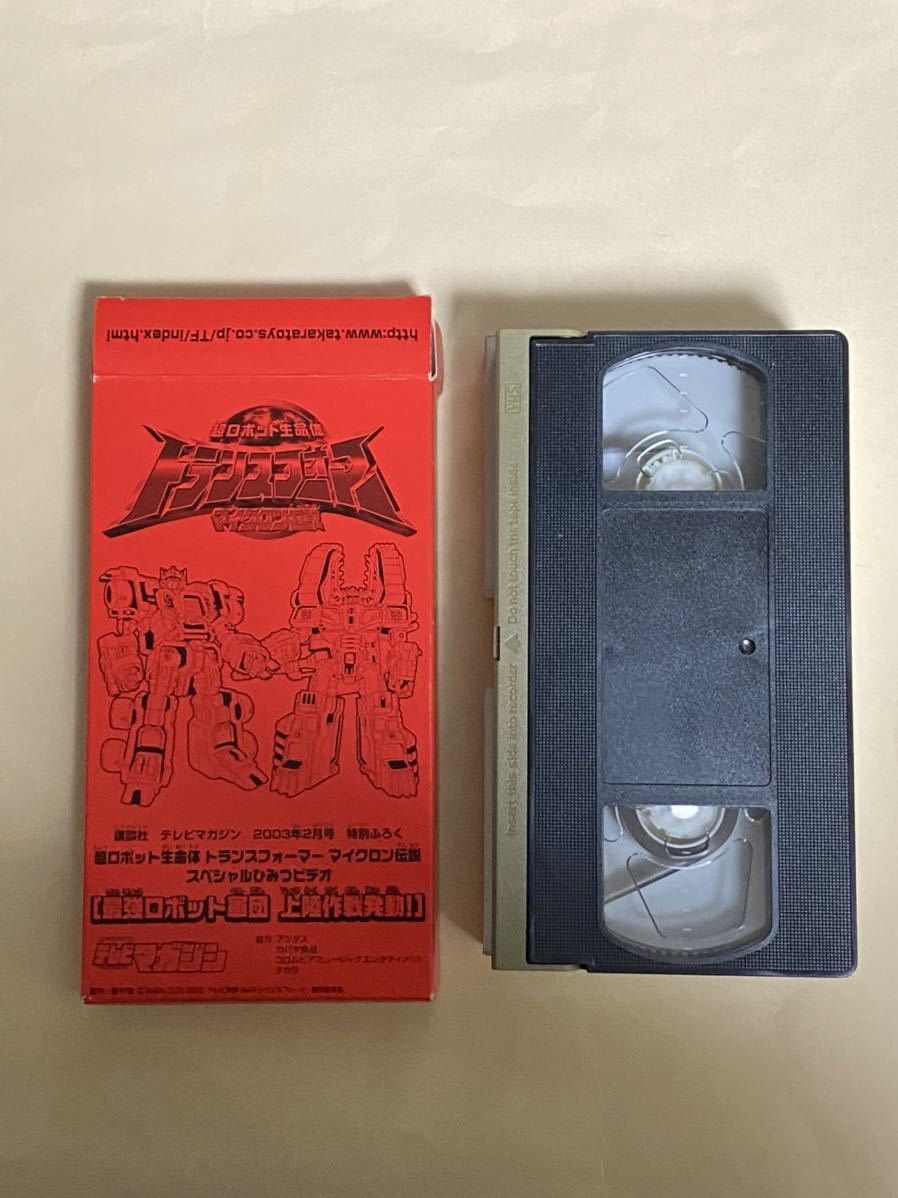 http:www.takaratoys.co.jp/TF/index.html
超ロボット生命体
トランスフォーマー
マイクロン伝説
講談社 テレビマガジン 2003年2月号 特別ふろく
超ロボット生命体 トランスフォーマー マイクロン伝説
スペシャルひみつビデオ
[最強ロボット軍団 上陸作戦発動!]
テレビマガジン
協力/アクタス
カバヤ食品
コロムビアミュージックエンタテイメント
タカラ
VHS
Insert this side into recorder Do not touch the tape inside